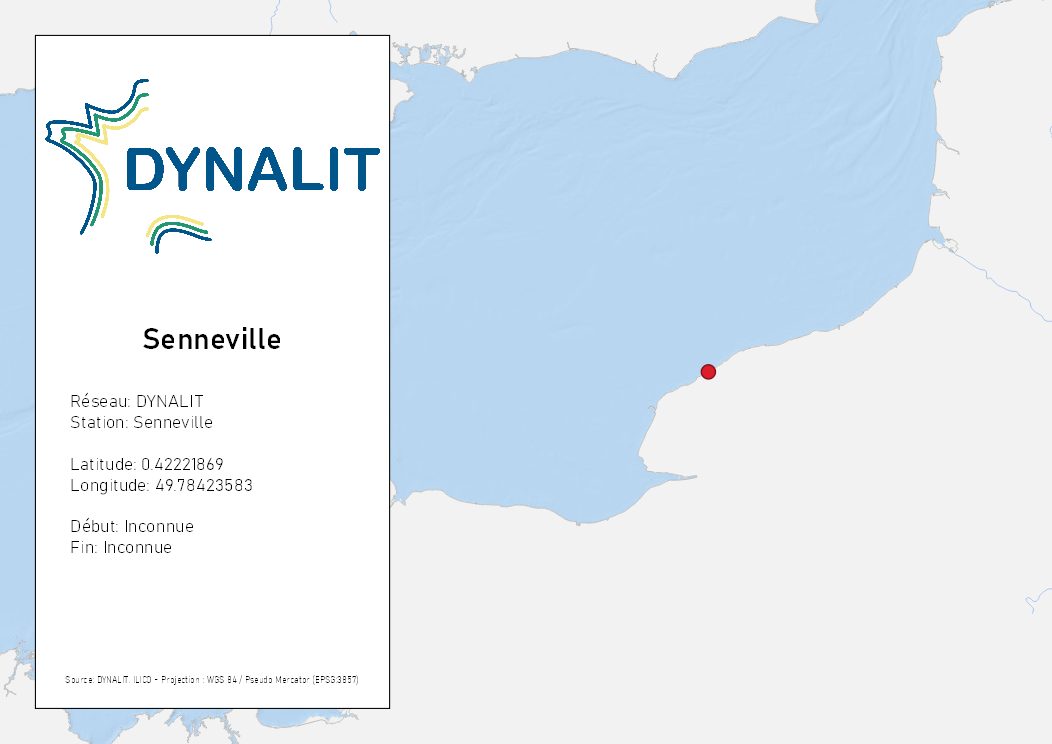 DYNALIT
Senneville
Réseau: DYNALIT
Station: Senneville
Latitude: 0.42221869
Longitude: 49.78423583
Début: Inconnue
Fin: Inconnue
Source: DYNALIT, ILICO - Projection : WGS 84 / Pseudo Mercator (EPSG:3857)